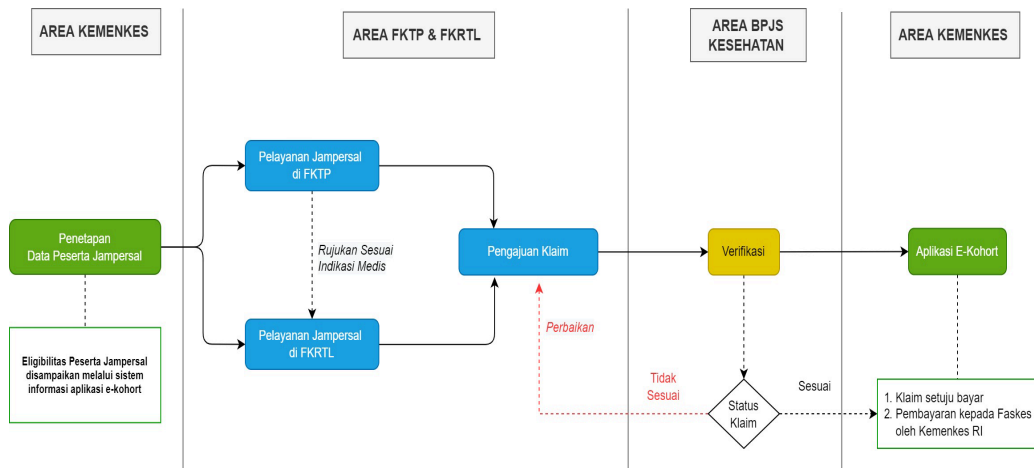 AREA KEMENKES
AREA FKTP & FKRTL
AREA BPJS
KESEHATAN
AREA KEMENKES
Pelayanan Jampersal
di FKTP
Penetapan
Data Peserta Jampersal
Rujukan Sesuai
Indikasi Medis
Pengajuan Klaim
Verifikasi
Aplikasi E-Kohort
Pelayanan Jampersal
di FKRTL
Perbaikan
Eligibilitas Peserta Jampersal
disampaikan melalui sistem
informasi aplikasi e-kohort
Tidak
Sesuai
Status
Klaim
Sesuai
1. Klaim setuju bayar
2. Pembayaran kepada Faskes
oleh Kemenkes RI